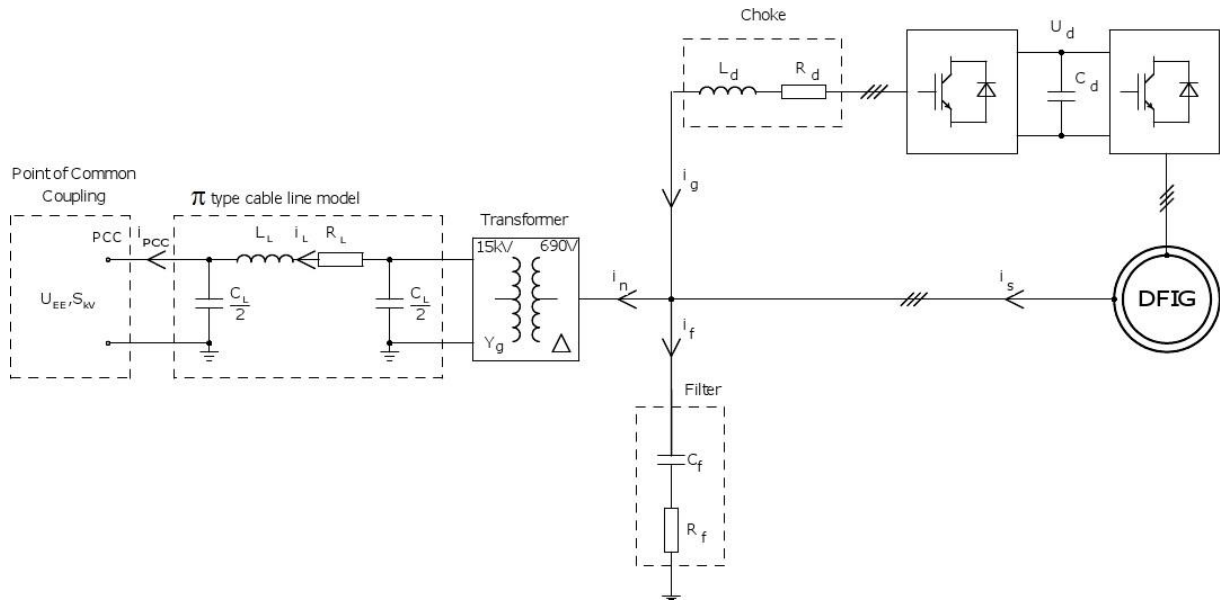 Choke
L d
R d
U d
C d
i g
Point of Common
Coupling
π type cable line model
PCC
i PCC
L L
i L
R L
C L
2
C L
2
U EE , S kV
Transformer
15kV
690V
Y g
Δ
i n
i f
i s
DFIG
Filter
C f
R f